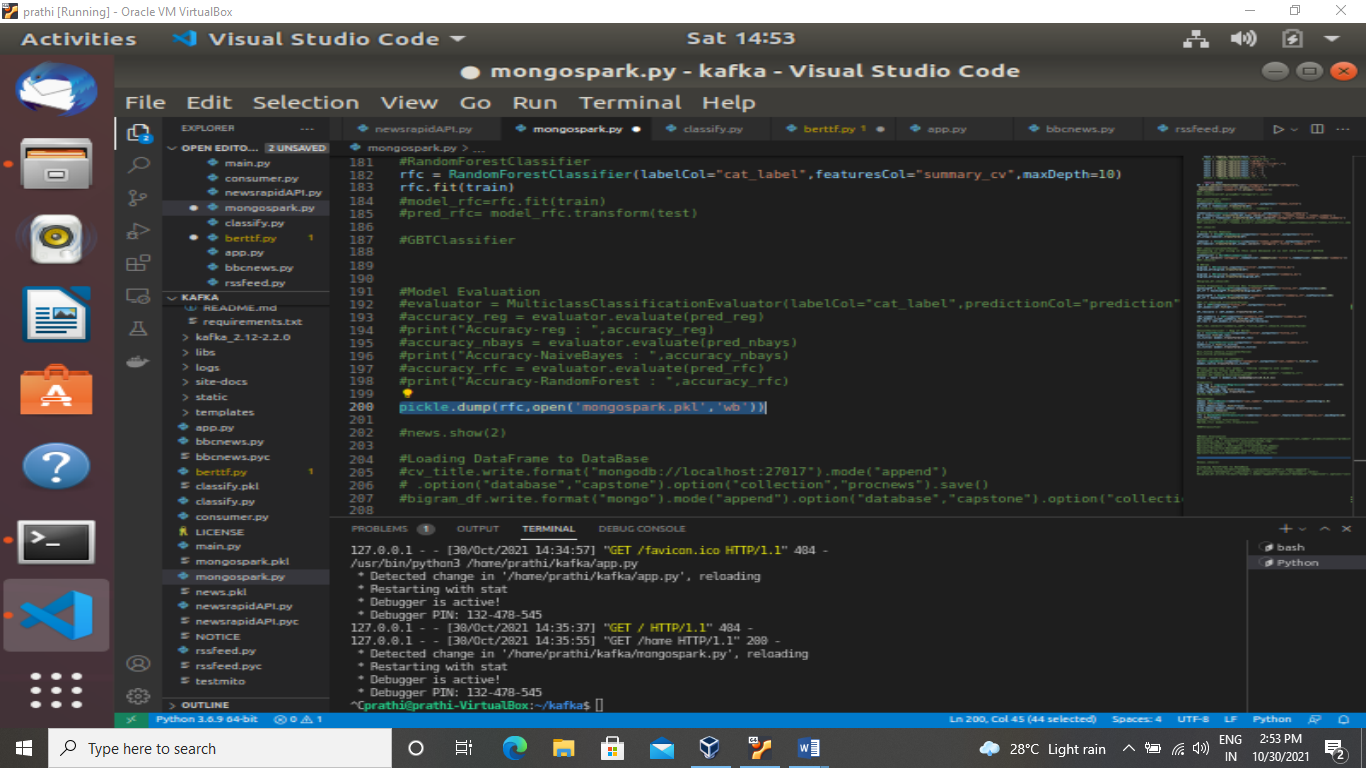 prathi [Running] - Oracle VM VirtualBox
Activities Visual Studio Code Sat 14:53
● mongospark.py - kafka - Visual Studio Code
File Edit Selection View Go Run Terminal Help
EXPLORER ···
newsrapidAPI.py mongospark.py ● classify.py berttf.py 1 ● app.py bbcnews.py rssfeed.py
OPEN EDITO... 2 UNSAVED
main.py
consumer.py
newsrapidAPI.py
mongospark.py
classify.py
berttf.py 1
app.py
bbcnews.py
rssfeed.py
KAFKA
README.md
requirements.txt
kafka_2.12-2.2.0
libs
logs
site-docs
static
templates
app.py
bbcnews.py
bbcnews.pyc
berttf.py 1
classify.pkl
classify.py
consumer.py
LICENSE
main.py
mongospark.pkl
mongospark.py
news.pkl
newsrapidAPI.py
newsrapidAPI.pyc
NOTICE
rssfeed.py
rssfeed.pyc
testmito
OUTLINE
mongospark.py > ...
181 #RandomForestClassifier
182 rfc = RandomForestClassifier(labelCol="cat_label",featuresCol="summary_cv",maxDepth=10)
183 rfc.fit(train)
184 #model_rfc=rfc.fit(train)
185 #pred_rfc= model_rfc.transform(test)
186
187 #GBTClassifier
188
189
190
191 #Model Evaluation
192 #evaluator = MulticlassClassificationEvaluator(labelCol="cat_label",predictionCol="prediction"
193 #accuracy_reg = evaluator.evaluate(pred_reg)
194 #print("Accuracy-reg : ",accuracy_reg)
195 #accuracy_nbays = evaluator.evaluate(pred_nbays)
196 #print("Accuracy-NaiveBayes : ",accuracy_nbays)
197 #accuracy_rfc = evaluator.evaluate(pred_rfc)
198 #print("Accuracy-RandomForest : ",accuracy_rfc)
199
200 pickle.dump(rfc,open('mongospark.pkl','wb'))
201
202 #news.show(2)
203
204 #Loading DataFrame to DataBase
205 #cv_title.write.format("mongodb://localhost:27017").mode("append")
206 # .option("database","capstone").option("collection","procnews").save()
207 #bigram_df.write.format("mongo").mode("append").option("database","capstone").option("collecti
208
PROBLEMS 1 OUTPUT TERMINAL DEBUG CONSOLE
127.0.0.1 - - [30/Oct/2021 14:34:57] "GET /favicon.ico HTTP/1.1" 404 -
/usr/bin/python3 /home/prathi/kafka/app.py
* Detected change in '/home/prathi/kafka/app.py', reloading
* Restarting with stat
* Debugger is active!
* Debugger PIN: 132-478-545
127.0.0.1 - - [30/Oct/2021 14:35:37] "GET / HTTP/1.1" 404 -
127.0.0.1 - - [30/Oct/2021 14:35:55] "GET /home HTTP/1.1" 200 -
* Detected change in '/home/prathi/kafka/mongospark.py', reloading
* Restarting with stat
* Debugger is active!
* Debugger PIN: 132-478-545
^Cprathi@prathi-VirtualBox:~/kafka$
bash
Python
Python 3.6.9 64-bit 0 1 Ln 200, Col 45 (44 selected) Spaces: 4 UTF-8 LF Python
Type here to search
28°C Light rain
ENG
IN
2:53 PM
10/30/2021
2